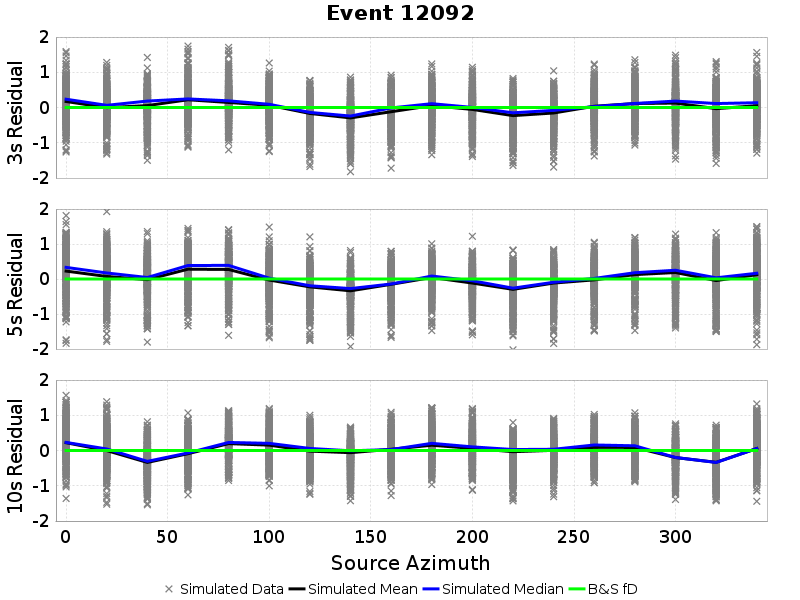 Event 12092
3s Residual
2
1
0
-1
-2
5s Residual
2
1
0
-1
-2
10s Residual
2
1
0
-1
-2
0 50 100 150 200 250 300
Source Azimuth
Simulated Data Simulated Mean Simulated Median B&S fD